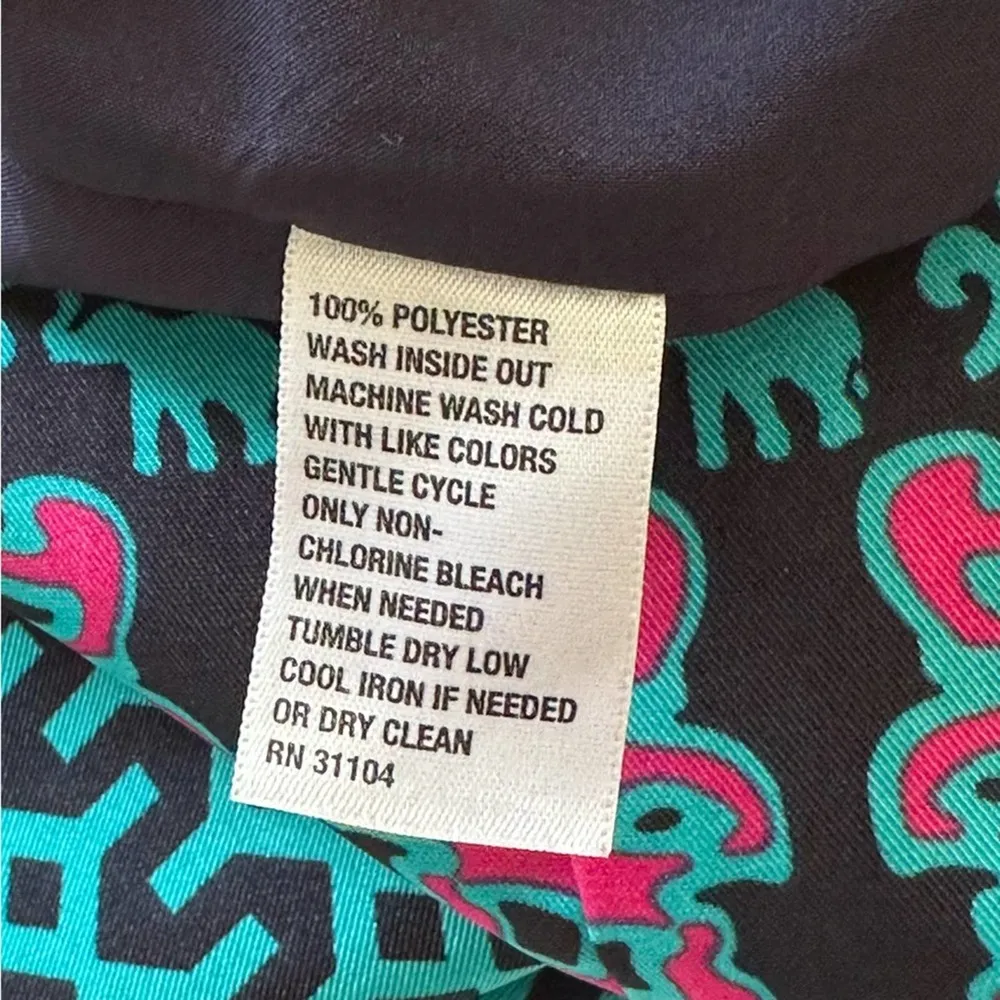 100% POLYESTER
WASH INSIDE OUT
MACHINE WASH COLD
WITH LIKE COLORS
GENTLE CYCLE
ONLY NON-
CHLORINE BLEACH
WHEN NEEDED
TUMBLE DRY LOW
COOL IRON IF NEEDED
OR DRY CLEAN
RN 31104